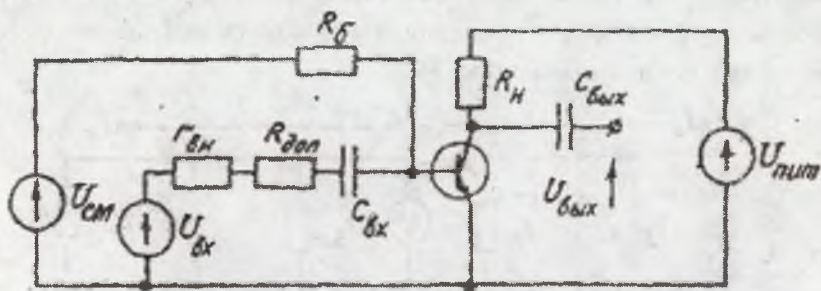 Rб
Rн
Cвых
rвн
Rдоп
Uсм
Uвх
Cвх
Uвых
Uпит